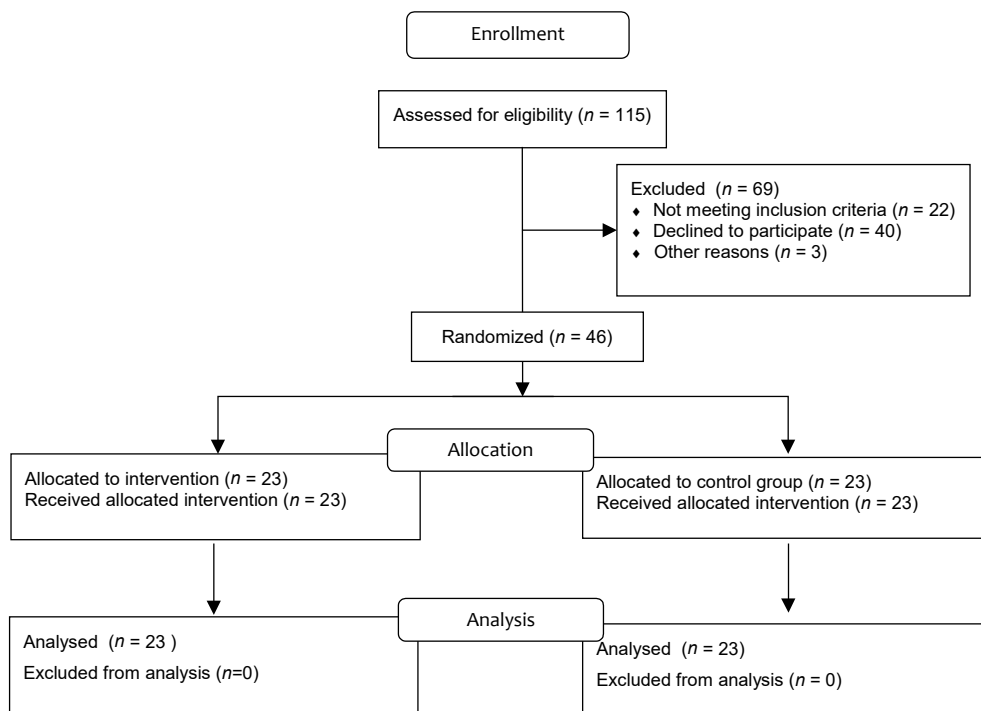 Enrollment
Assessed for eligibility (n = 115)
Excluded (n = 69)
♦ Not meeting inclusion criteria (n = 22)
♦ Declined to participate (n = 40)
♦ Other reasons (n = 3)
Randomized (n = 46)
Allocation
Allocated to intervention (n = 23)
Received allocated intervention (n = 23)
Allocated to control group (n = 23)
Received allocated intervention (n = 23)
Analysis
Analysed (n = 23 )
Excluded from analysis (n=0)
Analysed (n = 23)
Excluded from analysis (n = 0)